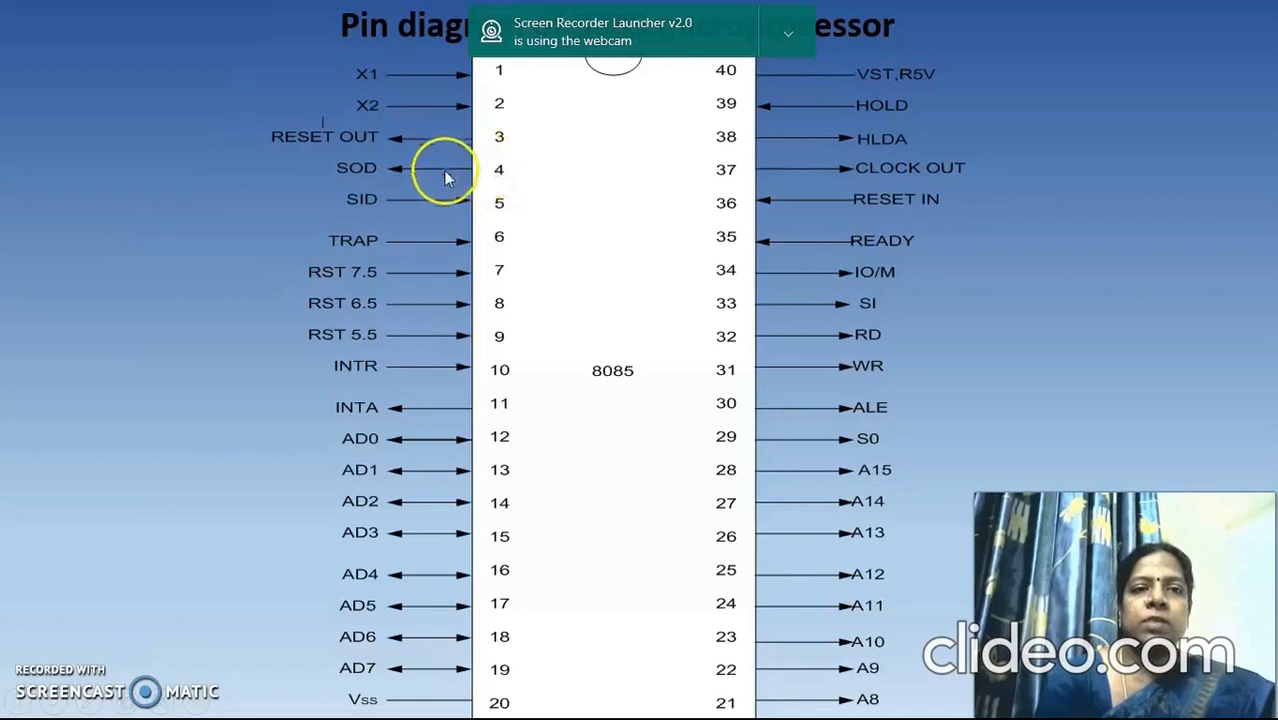 Pin diag
cessor
Screen Recorder Launcher v2.0
is using the webcam
X1 1 40 VST,R5V
X2 2 39 HOLD
RESET OUT 3 38 HLDA
SOD 4 37 CLOCK OUT
SID 5 36 RESET IN
TRAP 6 35 READY
RST 7.5 7 34 IO/M
RST 6.5 8 33 SI
RST 5.5 9 32 RD
INTR 10 8085 31 WR
INTA 11 30 ALE
AD0 12 29 S0
AD1 13 28 A15
AD2 14 27 A14
AD3 15 26 A13
AD4 16 25 A12
AD5 17 24 A11
AD6 18 23 A10
AD7 19 22 A9
Vss 20 21 A8
RECORDED WITH
SCREENCAST MATIC
clideo.com